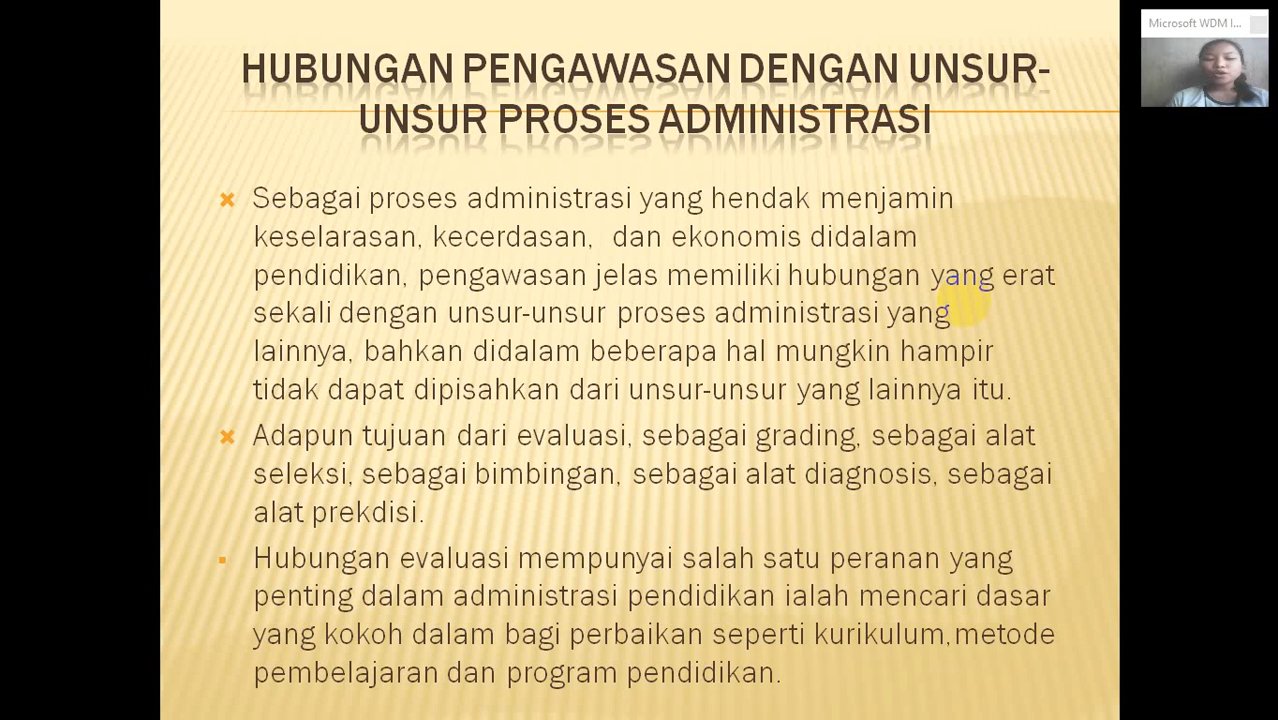 Microsoft WDM I...
HUBUNGAN PENGAWASAN DENGAN UNSUR-
UNSUR PROSES ADMINISTRASI
Sebagai proses administrasi yang hendak menjamin
keselarasan, kecerdasan, dan ekonomis didalam
pendidikan, pengawasan jelas memiliki hubungan yang erat
sekali dengan unsur-unsur proses administrasi yang
lainnya, bahkan didalam beberapa hal mungkin hampir
tidak dapat dipisahkan dari unsur-unsur yang lainnya itu.
Adapun tujuan dari evaluasi, sebagai grading, sebagai alat
seleksi, sebagai bimbingan, sebagai alat diagnosis, sebagai
alat prekdisi.
Hubungan evaluasi mempunyai salah satu peranan yang
penting dalam administrasi pendidikan ialah mencari dasar
yang kokoh dalam bagi perbaikan seperti kurikulum, metode
pembelajaran dan program pendidikan.